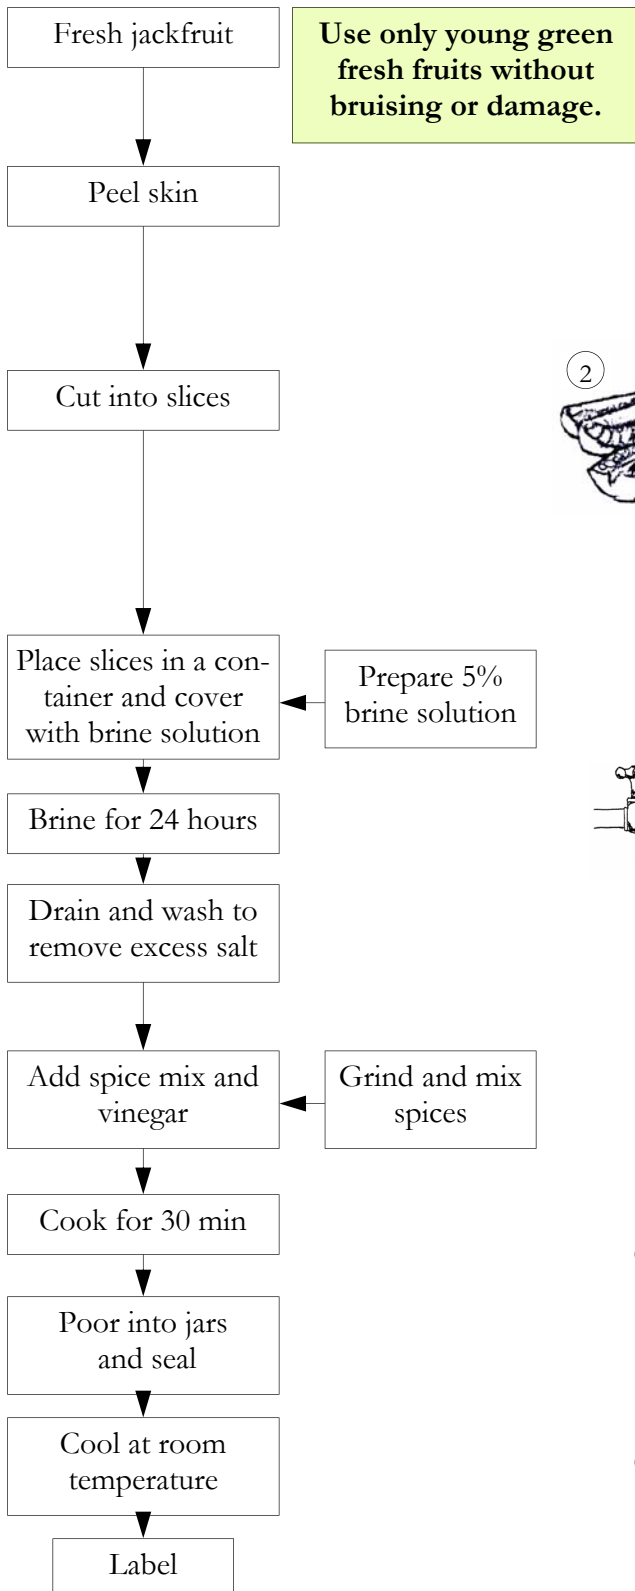 Fresh jackfruit
Use only young green
fresh fruits without
bruising or damage.
Peel skin
Cut into slices
2
Place slices in a con-
tainer and cover
with brine solution
Prepare 5%
brine solution
Brine for 24 hours
Drain and wash to
remove excess salt
Add spice mix and
vinegar
Grind and mix
spices
Cook for 30 min
Poor into jars
and seal
Cool at room
temperature
Label